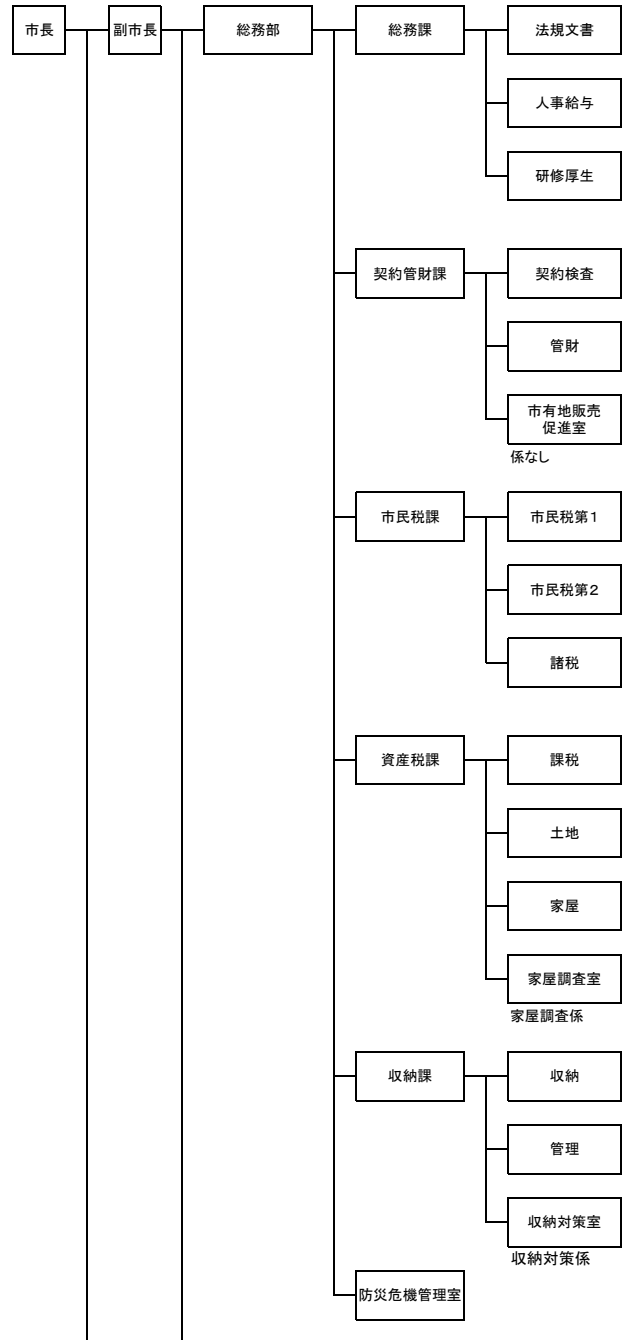 市長
副市長
総務部
総務課
法規文書
人事給与
研修厚生
契約管財課
契約検査
管財
市有地販売
促進室
係なし
市民税課
市民税第1
市民税第2
諸税
資産税課
課税
土地
家屋
家屋調査室
家屋調査係
収納課
収納
管理
収納対策室
収納対策係
防災危機管理室